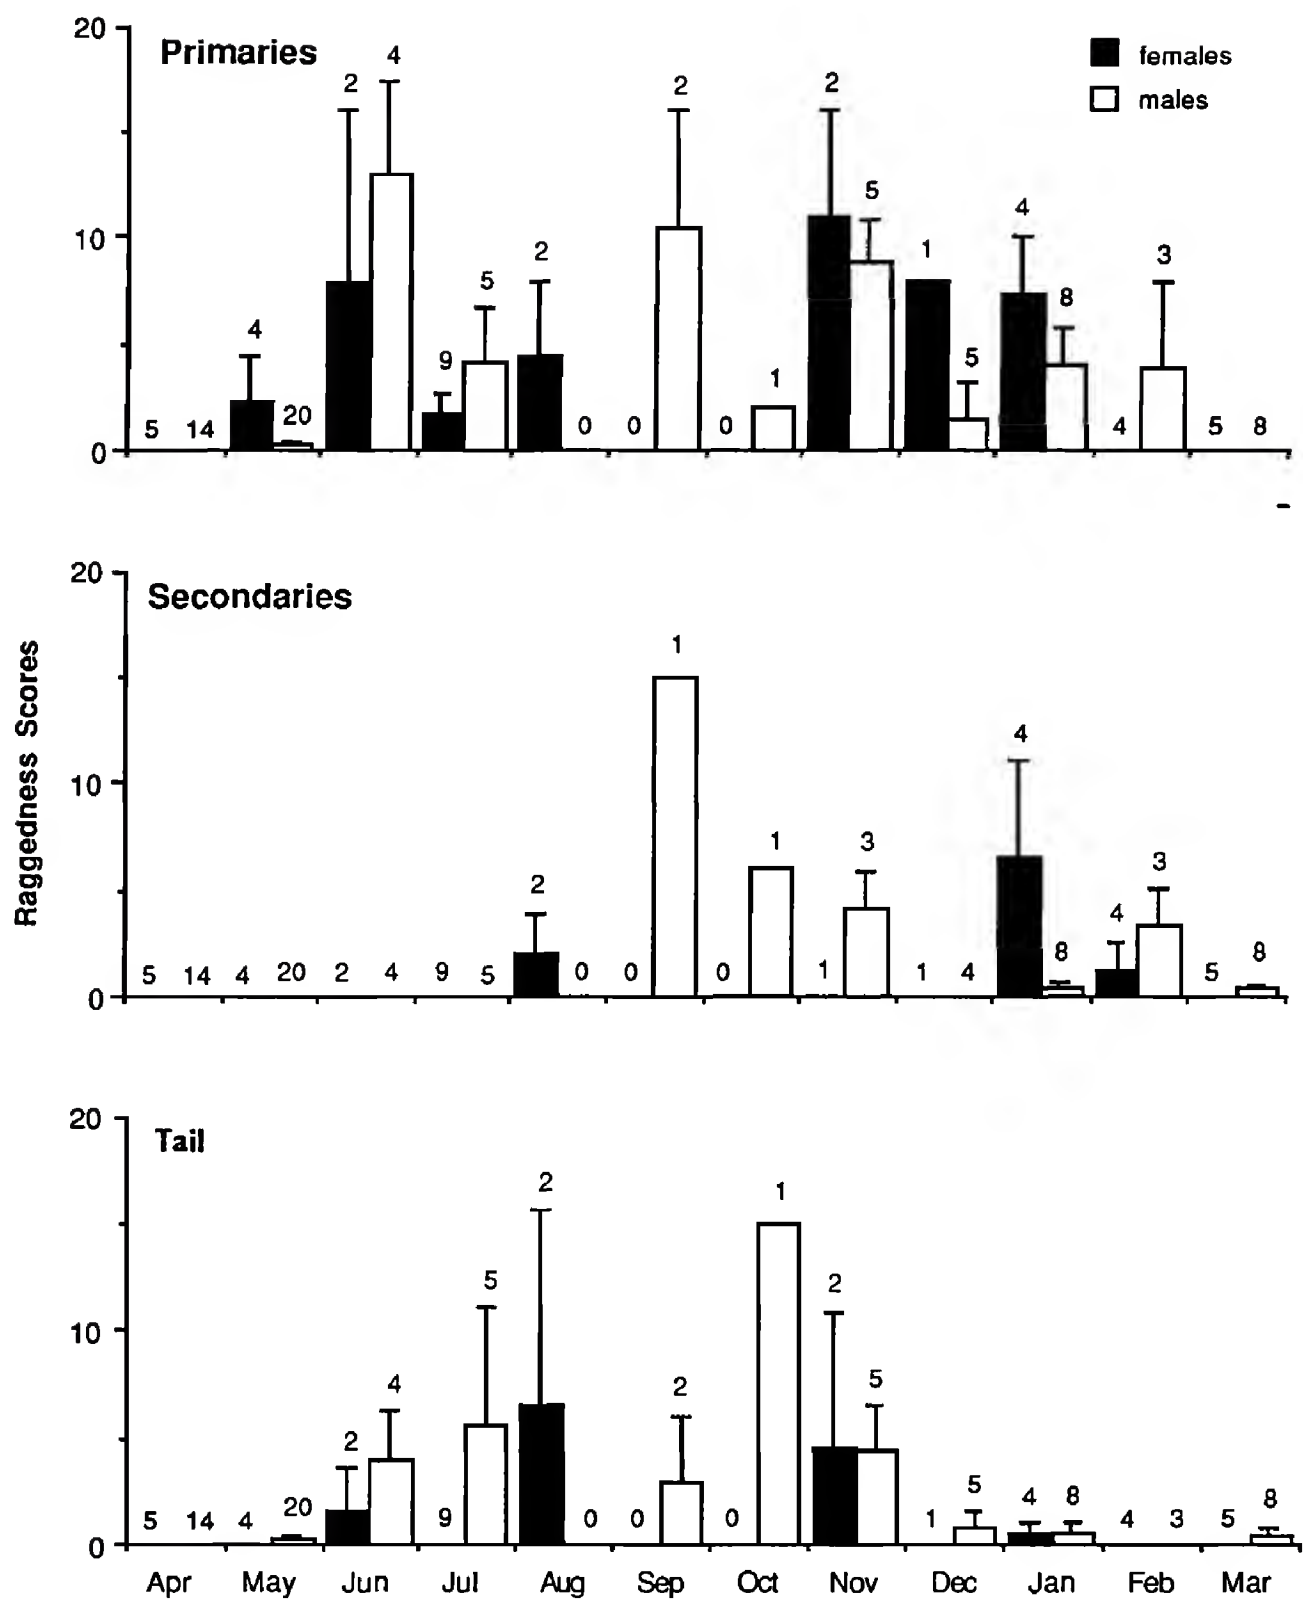 20
Primaries
females
males
2 4 2 2 5 4 3
10
4 9 5 2 1 1 5 8
5 14 20 0 0 0 4 5 8
0
20
Secondaries
Raggedness Scores
1
4
10
2 1 3 4 3
5 14 4 20 2 4 9 5 0 0 0 1 1 4 8 5 8
0
20
Tail
2 1
5 2
10
4 2 5
2
5 14 4 20 9 0 0 0 1 5 4 8 4 3 5 8
0
Apr May Jun Jul Aug Sep Oct Nov Dec Jan Feb Mar